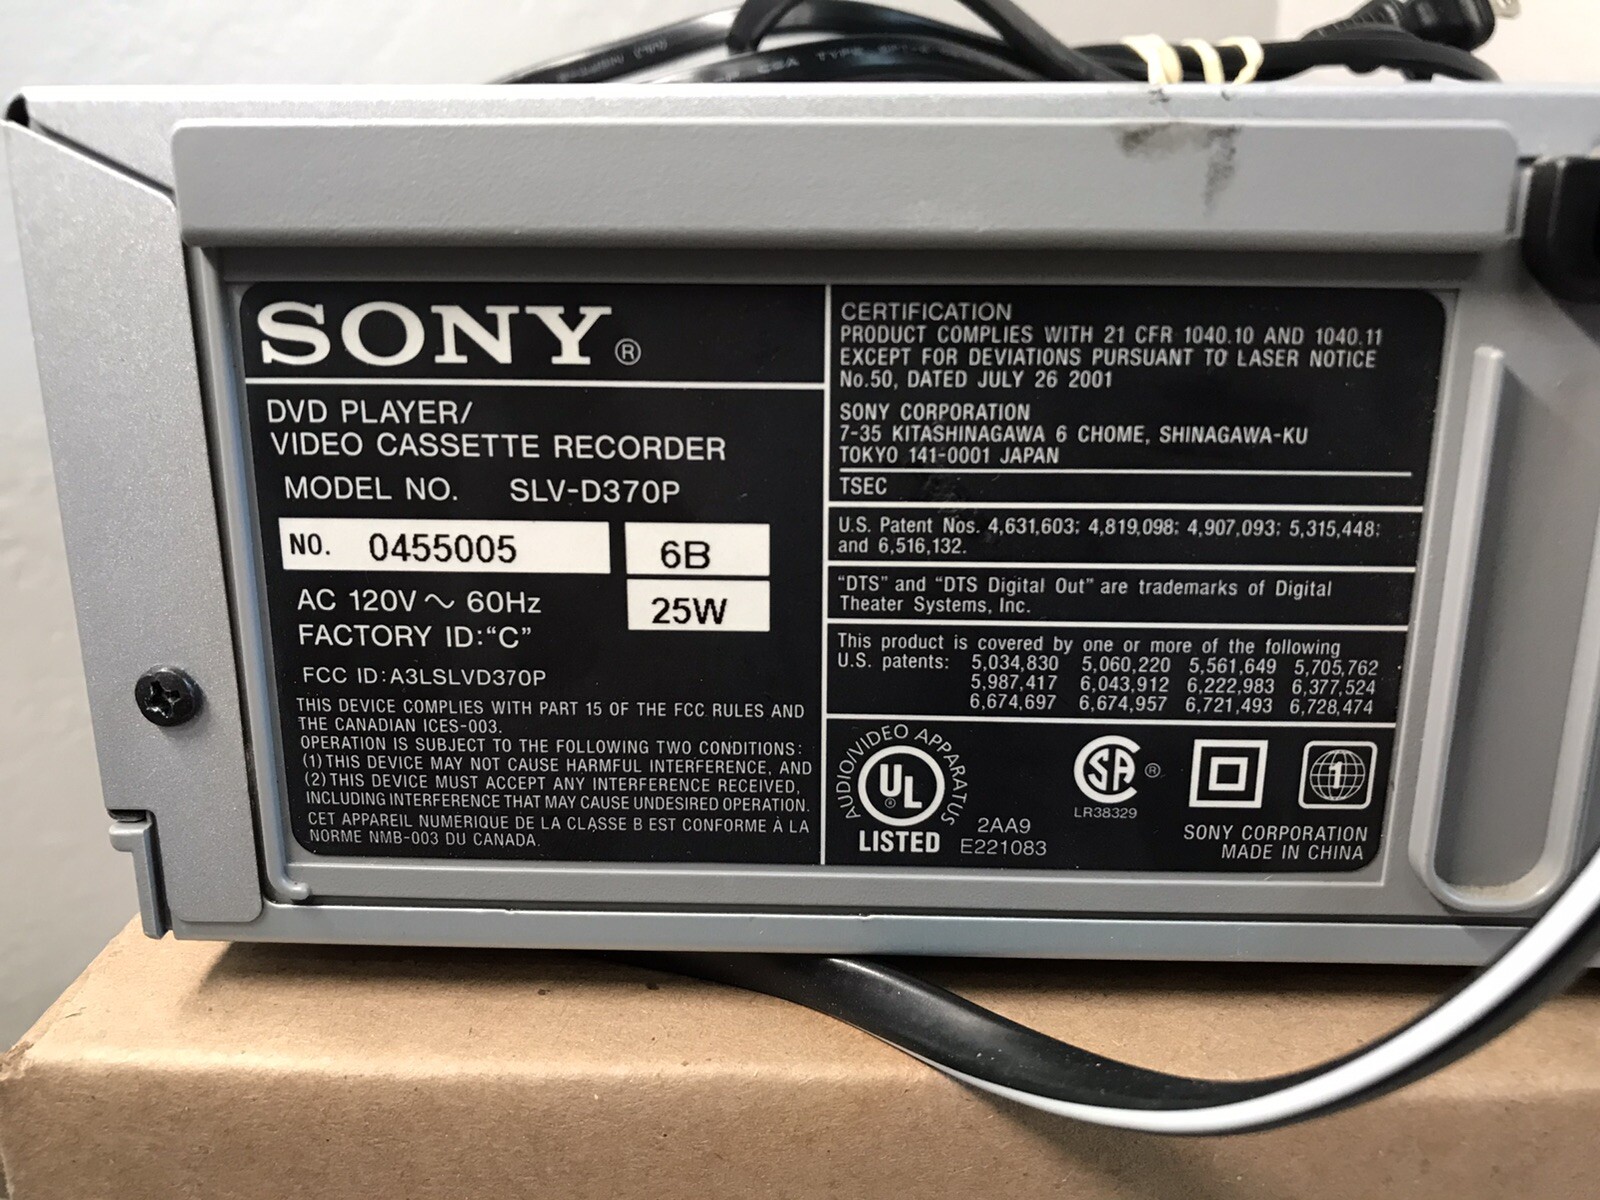 SONY®
DVD PLAYER/
VIDEO CASSETTE RECORDER
MODEL NO. SLV-D370P
NO. 0455005
6B
AC 120V ~ 60Hz
25W
FACTORY ID:“C”
FCC ID: A3LSLVD370P
THIS DEVICE COMPLIES WITH PART 15 OF THE FCC RULES AND
THE CANADIAN ICES-003.
OPERATION IS SUBJECT TO THE FOLLOWING TWO CONDITIONS:
(1) THIS DEVICE MAY NOT CAUSE HARMFUL INTERFERENCE, AND
(2) THIS DEVICE MUST ACCEPT ANY INTERFERENCE RECEIVED,
INCLUDING INTERFERENCE THAT MAY CAUSE UNDESIRED OPERATION.
CET APPAREIL NUMERIQUE DE LA CLASSE B EST CONFORME À LA
NORME NMB-003 DU CANADA.
CERTIFICATION
PRODUCT COMPLIES WITH 21 CFR 1040.10 AND 1040.11
EXCEPT FOR DEVIATIONS PURSUANT TO LASER NOTICE
No.50, DATED JULY 26 2001
SONY CORPORATION
7-35 KITASHINAGAWA 6 CHOME, SHINAGAWA-KU
TOKYO 141-0001 JAPAN
TSEC
U.S. Patent Nos. 4,631,603; 4,819,098; 4,907,093; 5,315,448;
and 6,516,132.
“DTS” and “DTS Digital Out” are trademarks of Digital
Theater Systems, Inc.
This product is covered by one or more of the following
U.S. patents: 5,034,830 5,060,220 5,561,649 5,705,762
5,987,417 6,043,912 6,222,983 6,377,524
6,674,697 6,674,957 6,721,493 6,728,474
AUDIO/VIDEO APPARATUS
UL ®
LISTED
2AA9
E221083
SA ®
LR38329
1
SONY CORPORATION
MADE IN CHINA
CSA TYPE